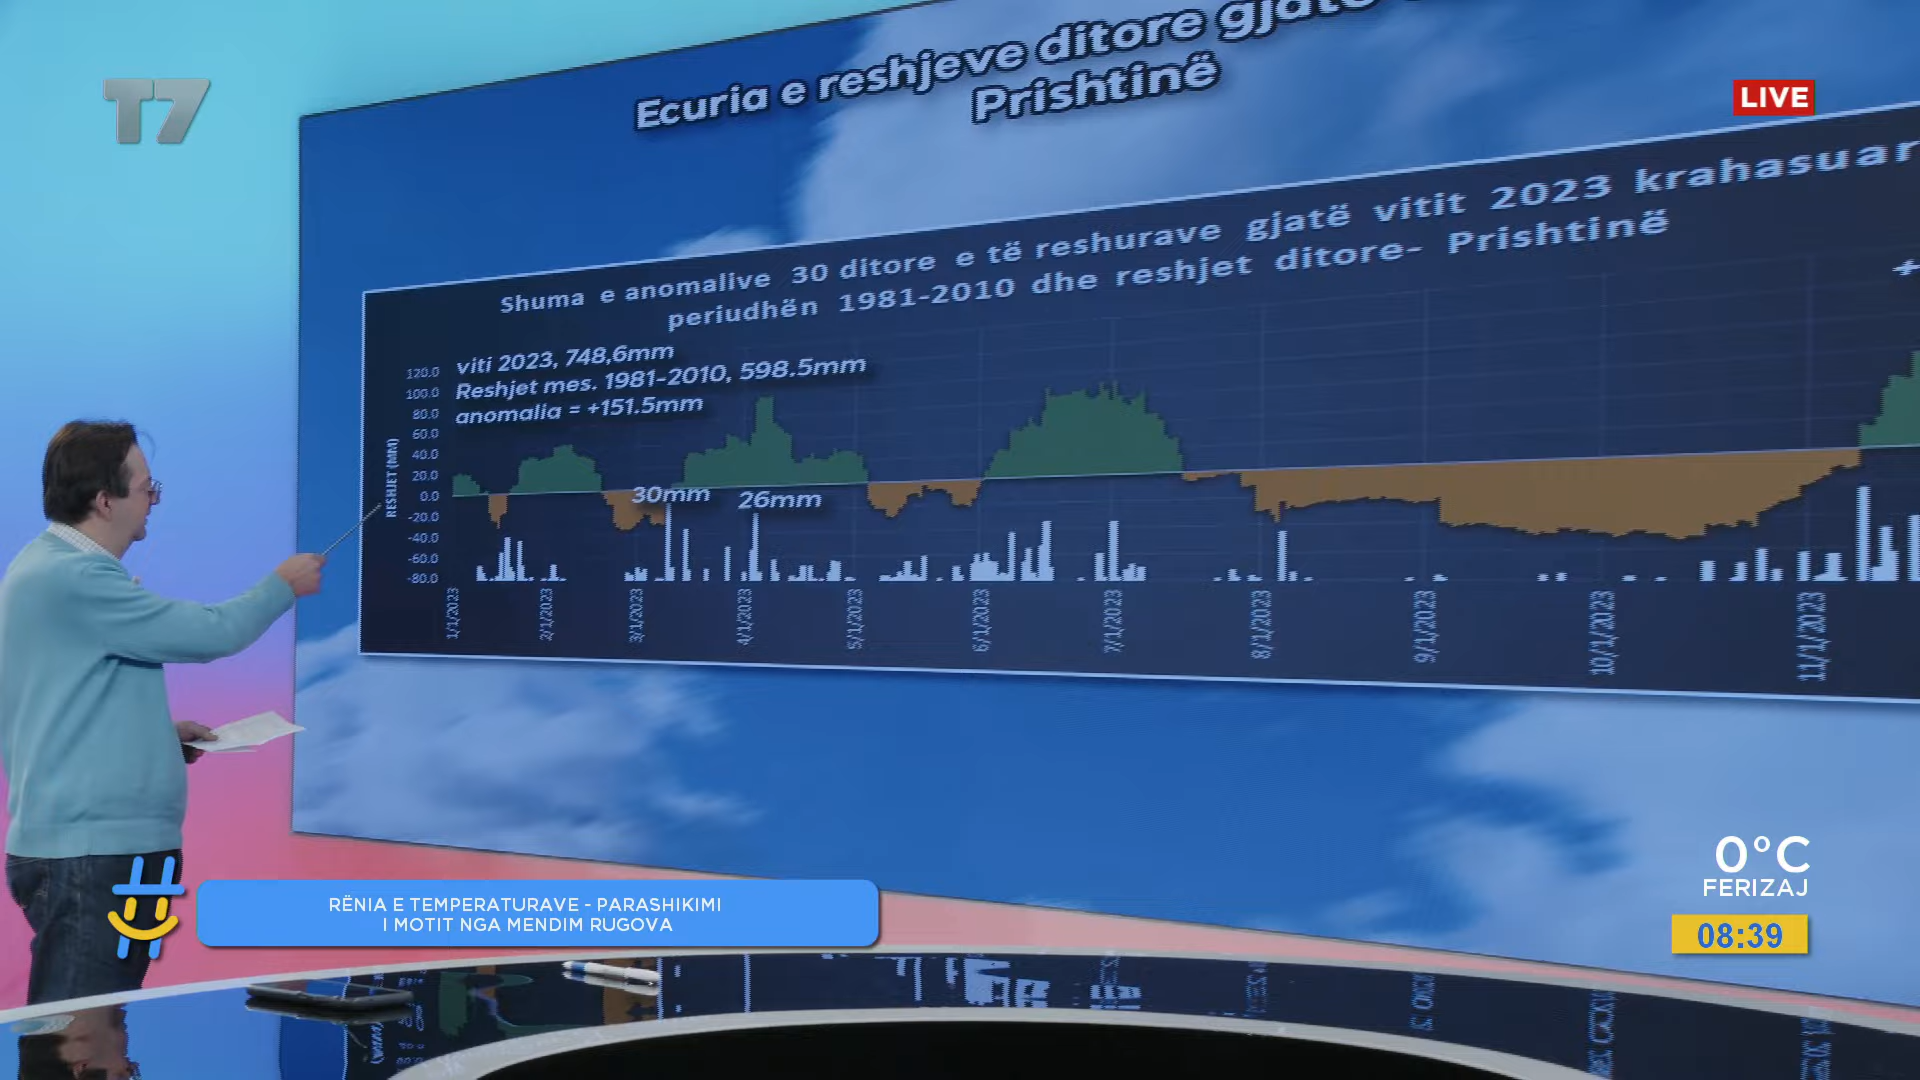 T7
LIVE
Ecuria e reshjeve ditore gjatë
Prishtinë
Shuma e anomalive 30 ditore e të reshurave gjatë vitit 2023 krahasuar
periudhën 1981-2010 dhe reshjet ditore- Prishtinë
+
viti 2023, 748,6mm
Reshjet mes. 1981-2010, 598.5mm
anomalia = +151.5mm
RESHJET (MM)
120.0
100.0
80.0
60.0
40.0
20.0
0.0
-20.0
-40.0
-60.0
-80.0
30mm 26mm
1/1/2023 2/1/2023 3/1/2023 4/1/2023 5/1/2023 6/1/2023 7/1/2023 8/1/2023 9/1/2023 10/1/2023 11/1/2023
0°C
FERIZAJ
08:39
RËNIA E TEMPERATURAVE - PARASHIKIMI
I MOTIT NGA MENDIM RUGOVA